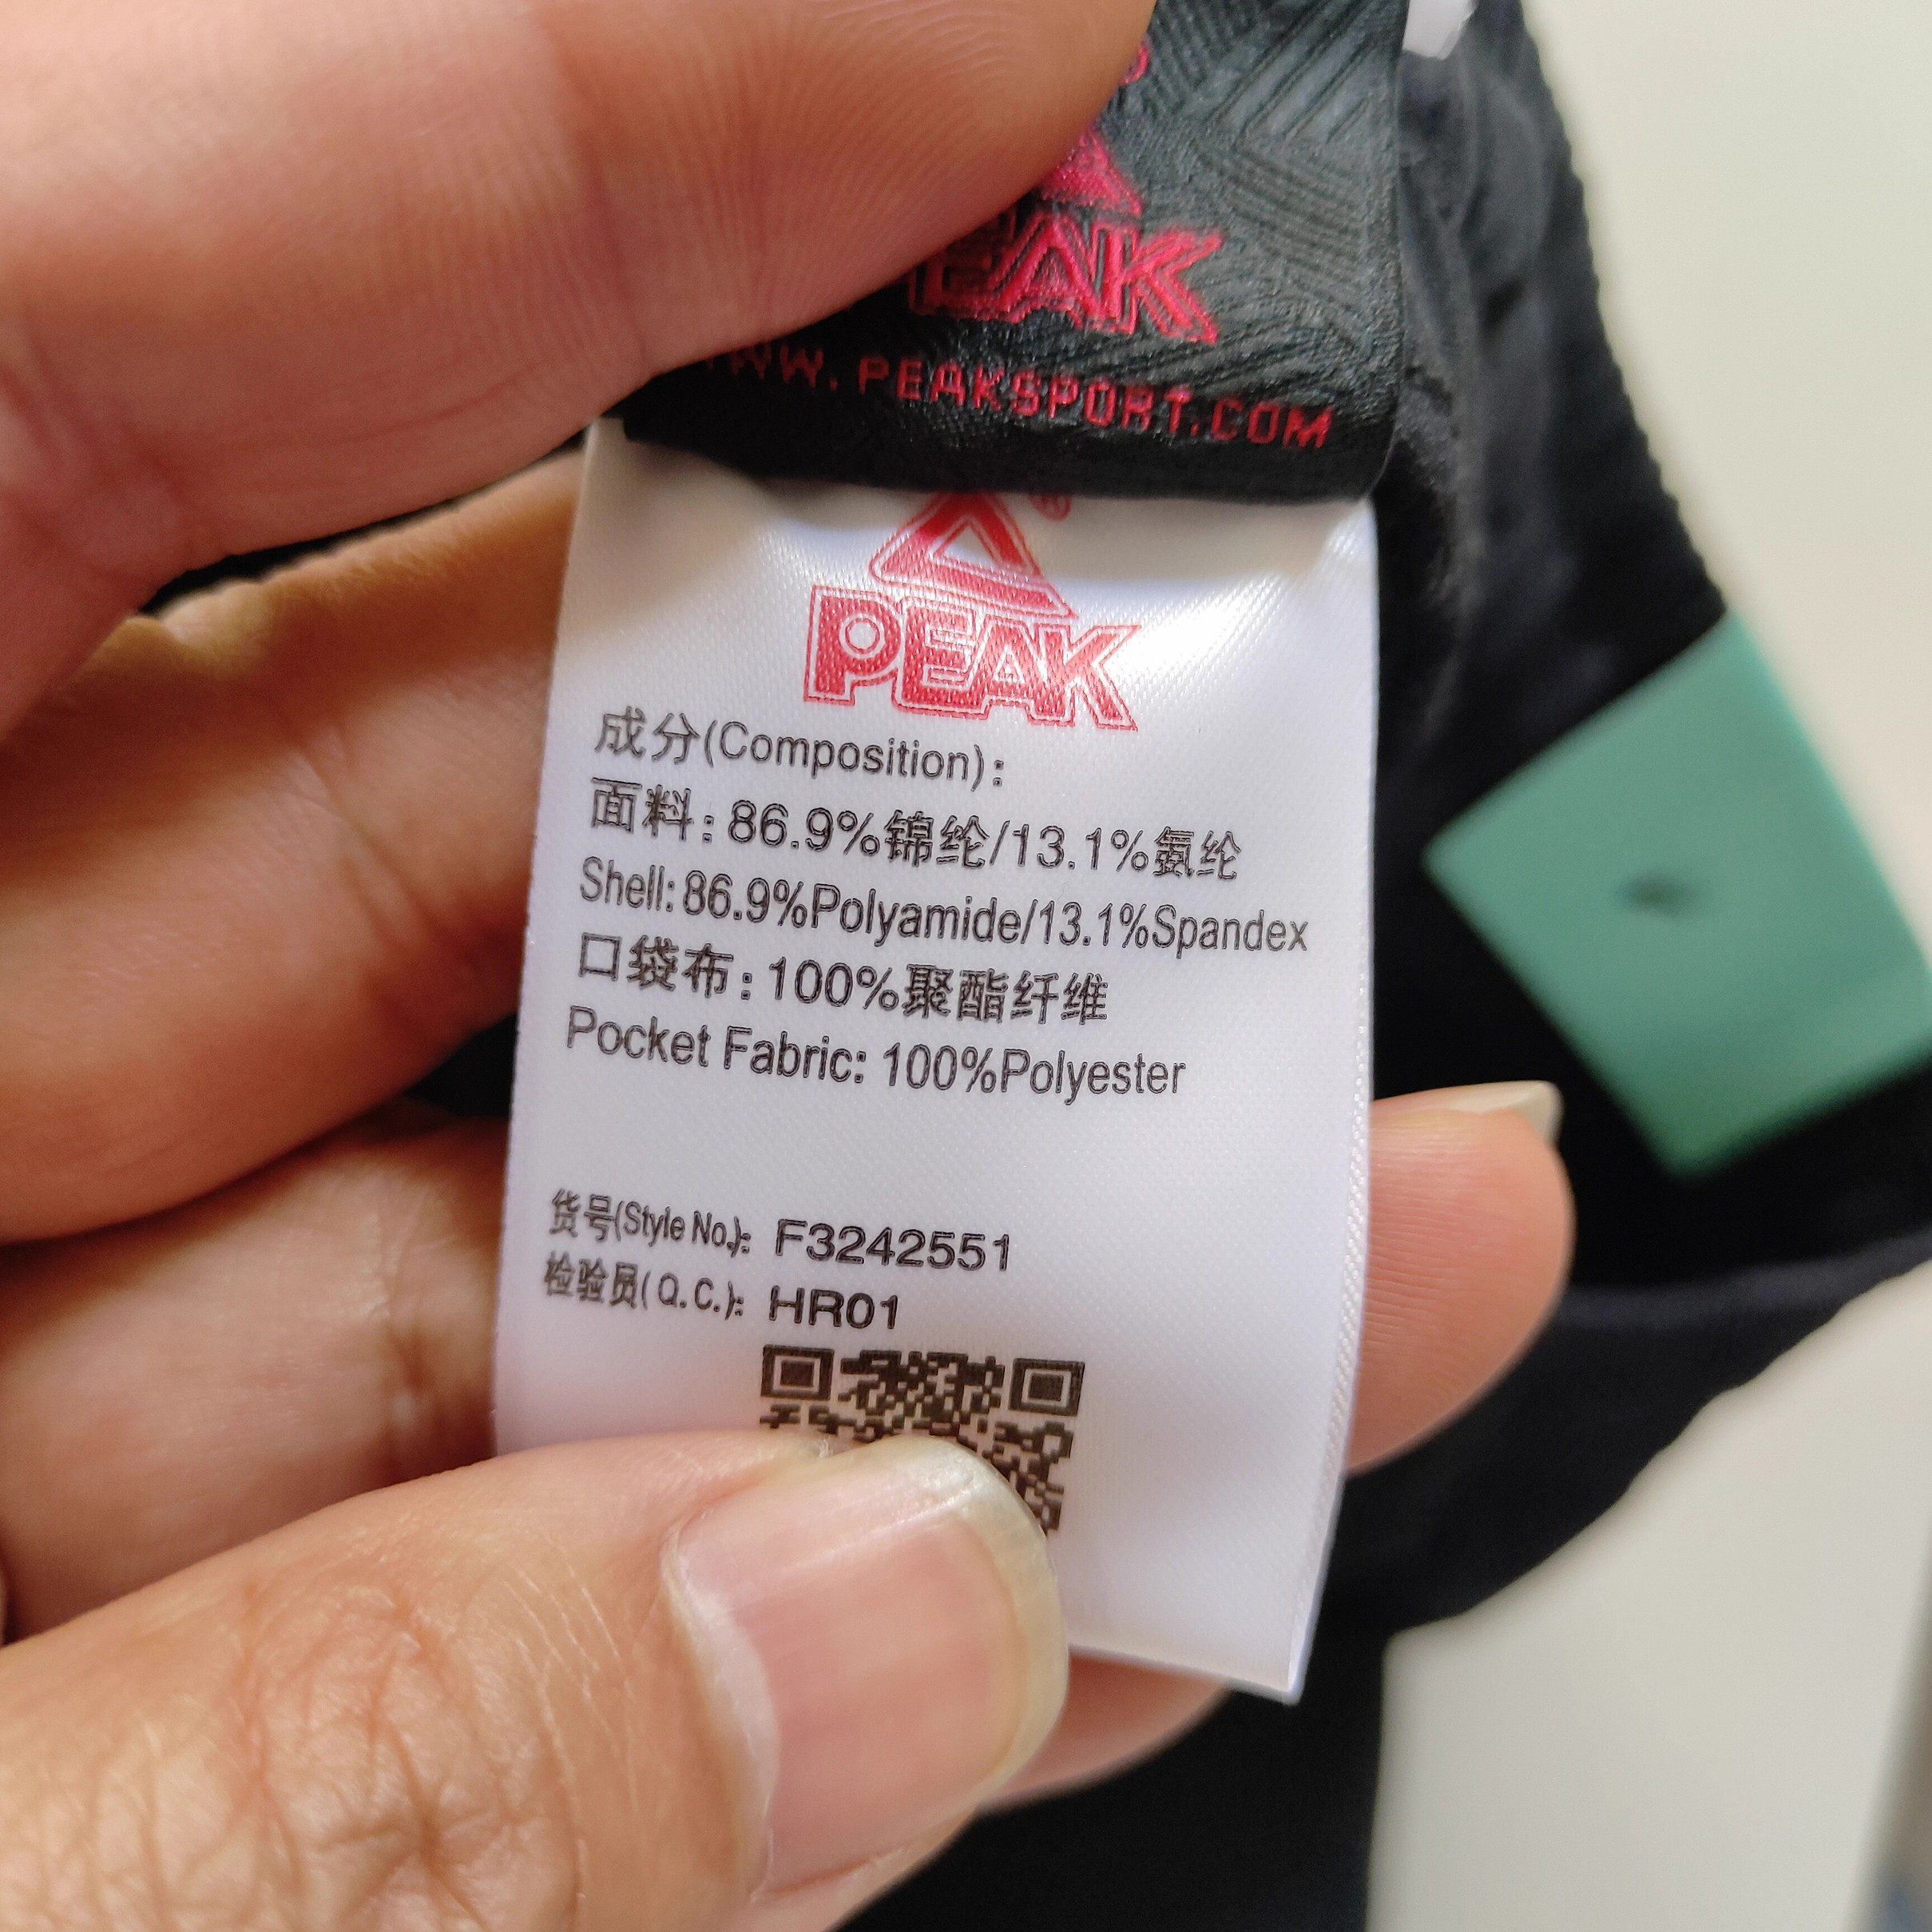 PEAK
WWW.PEAKSPORT.COM
®
PEAK
成分(Composition):
面料:86.9%锦纶/13.1%氨纶
Shell:86.9%Polyamide/13.1%Spandex
口袋布:100%聚酯纤维
Pocket Fabric: 100%Polyester
货号(Style No.): F3242551
检验员(Q.C.): HR01